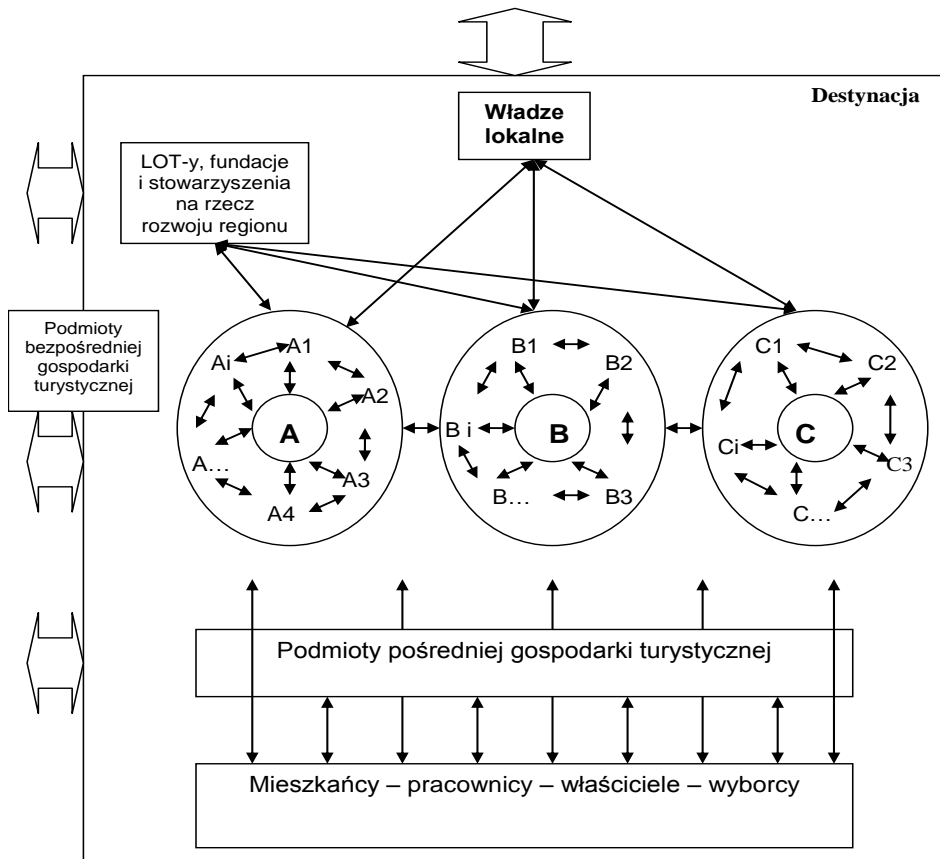 Destynacja
Władze
lokalne
LOT-y, fundacje
i stowarzyszenia
na rzecz
rozwoju regionu
Podmioty
bezpośredniej
gospodarki
turystycznej
Ai
A1
A2
A
A…
A3
A4
B1
B2
B i
B
B…
B3
C1
C2
Ci
C
C3
C…
Podmioty pośredniej gospodarki turystycznej
Mieszkańcy – pracownicy – właściciele – wyborcy